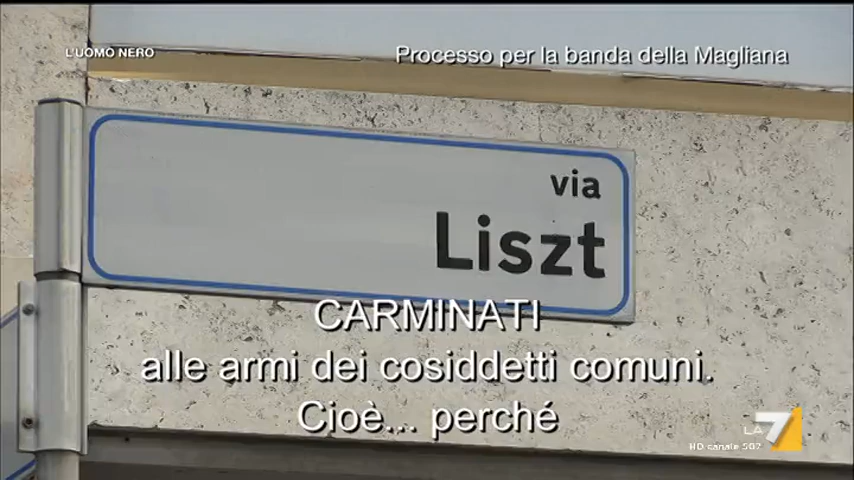 L'UOMO NERO
Processo per la banda della Magliana
via
Liszt
CARMINATI
alle armi dei cosiddetti comuni.
Cioè... perché
LA7
HD canale 507